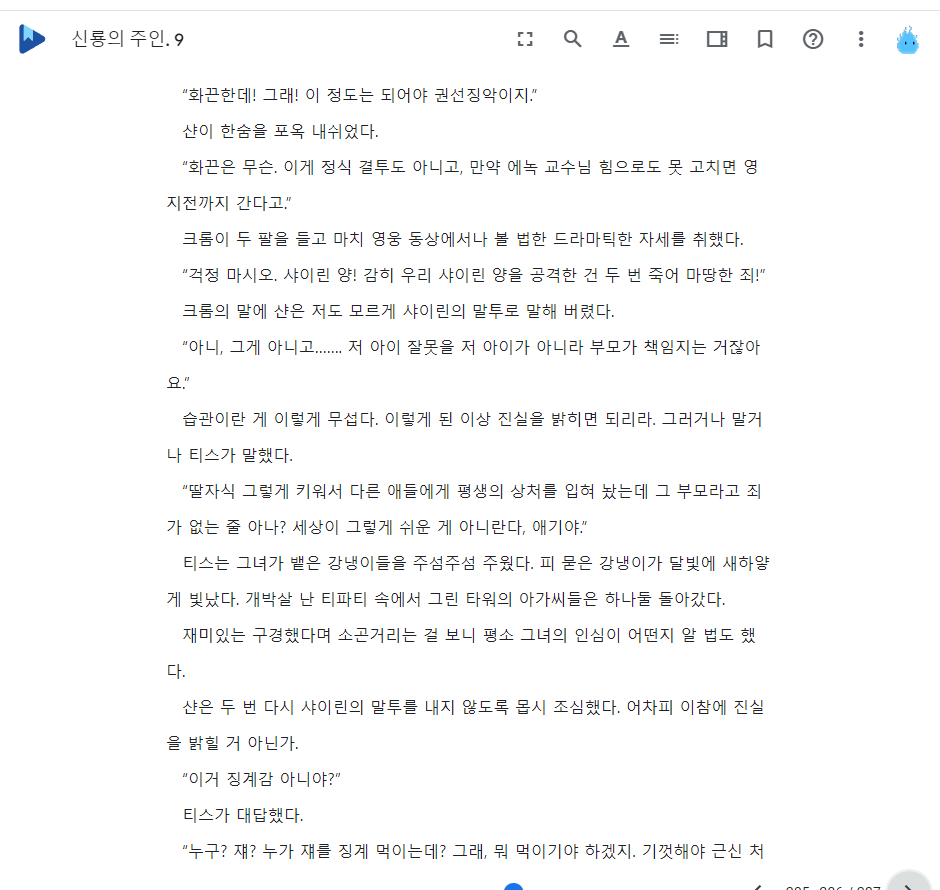 신룡의 주인. 9
“화끈한데! 그래! 이 정도는 되어야 권선징악이지.”
샨이 한숨을 포옥 내쉬었다.
“화끈은 무슨. 이게 정식 결투도 아니고, 만약 에녹 교수님 힘으로도 못 고치면 영
지전까지 간다고.”
크롬이 두 팔을 들고 마치 영웅 동상에서나 볼 법한 드라마틱한 자세를 취했다.
“걱정 마시오. 샤이린 양! 감히 우리 샤이린 양을 공격한 건 두 번 죽어 마땅한 죄!”
크롬의 말에 샨은 저도 모르게 샤이린의 말투로 말해 버렸다.
“아니, 그게 아니고……. 저 아이 잘못을 저 아이가 아니라 부모가 책임지는 거잖아
요.”
습관이란 게 이렇게 무섭다. 이렇게 된 이상 진실을 밝히면 되리라. 그러거나 말거
나 티스가 말했다.
“딸자식 그렇게 키워서 다른 애들에게 평생의 상처를 입혀 놨는데 그 부모라고 죄
가 없는 줄 아나? 세상이 그렇게 쉬운 게 아니란다, 애기야.”
티스는 그녀가 뱉은 강냉이들을 주섬주섬 주웠다. 피 묻은 강냉이가 달빛에 새하얗
게 빛났다. 개박살 난 티파티 속에서 그린 타워의 아가씨들은 하나둘 돌아갔다.
재미있는 구경했다며 소곤거리는 걸 보니 평소 그녀의 인심이 어떤지 알 법도 했
다.
샨은 두 번 다시 샤이린의 말투를 내지 않도록 몹시 조심했다. 어차피 이참에 진실
을 밝힐 거 아닌가.
“이거 징계감 아니야?”
티스가 대답했다.
“누구? 쟤? 누가 쟤를 징계 먹이는데? 그래, 뭐 먹이기야 하겠지. 기껏해야 근신 처